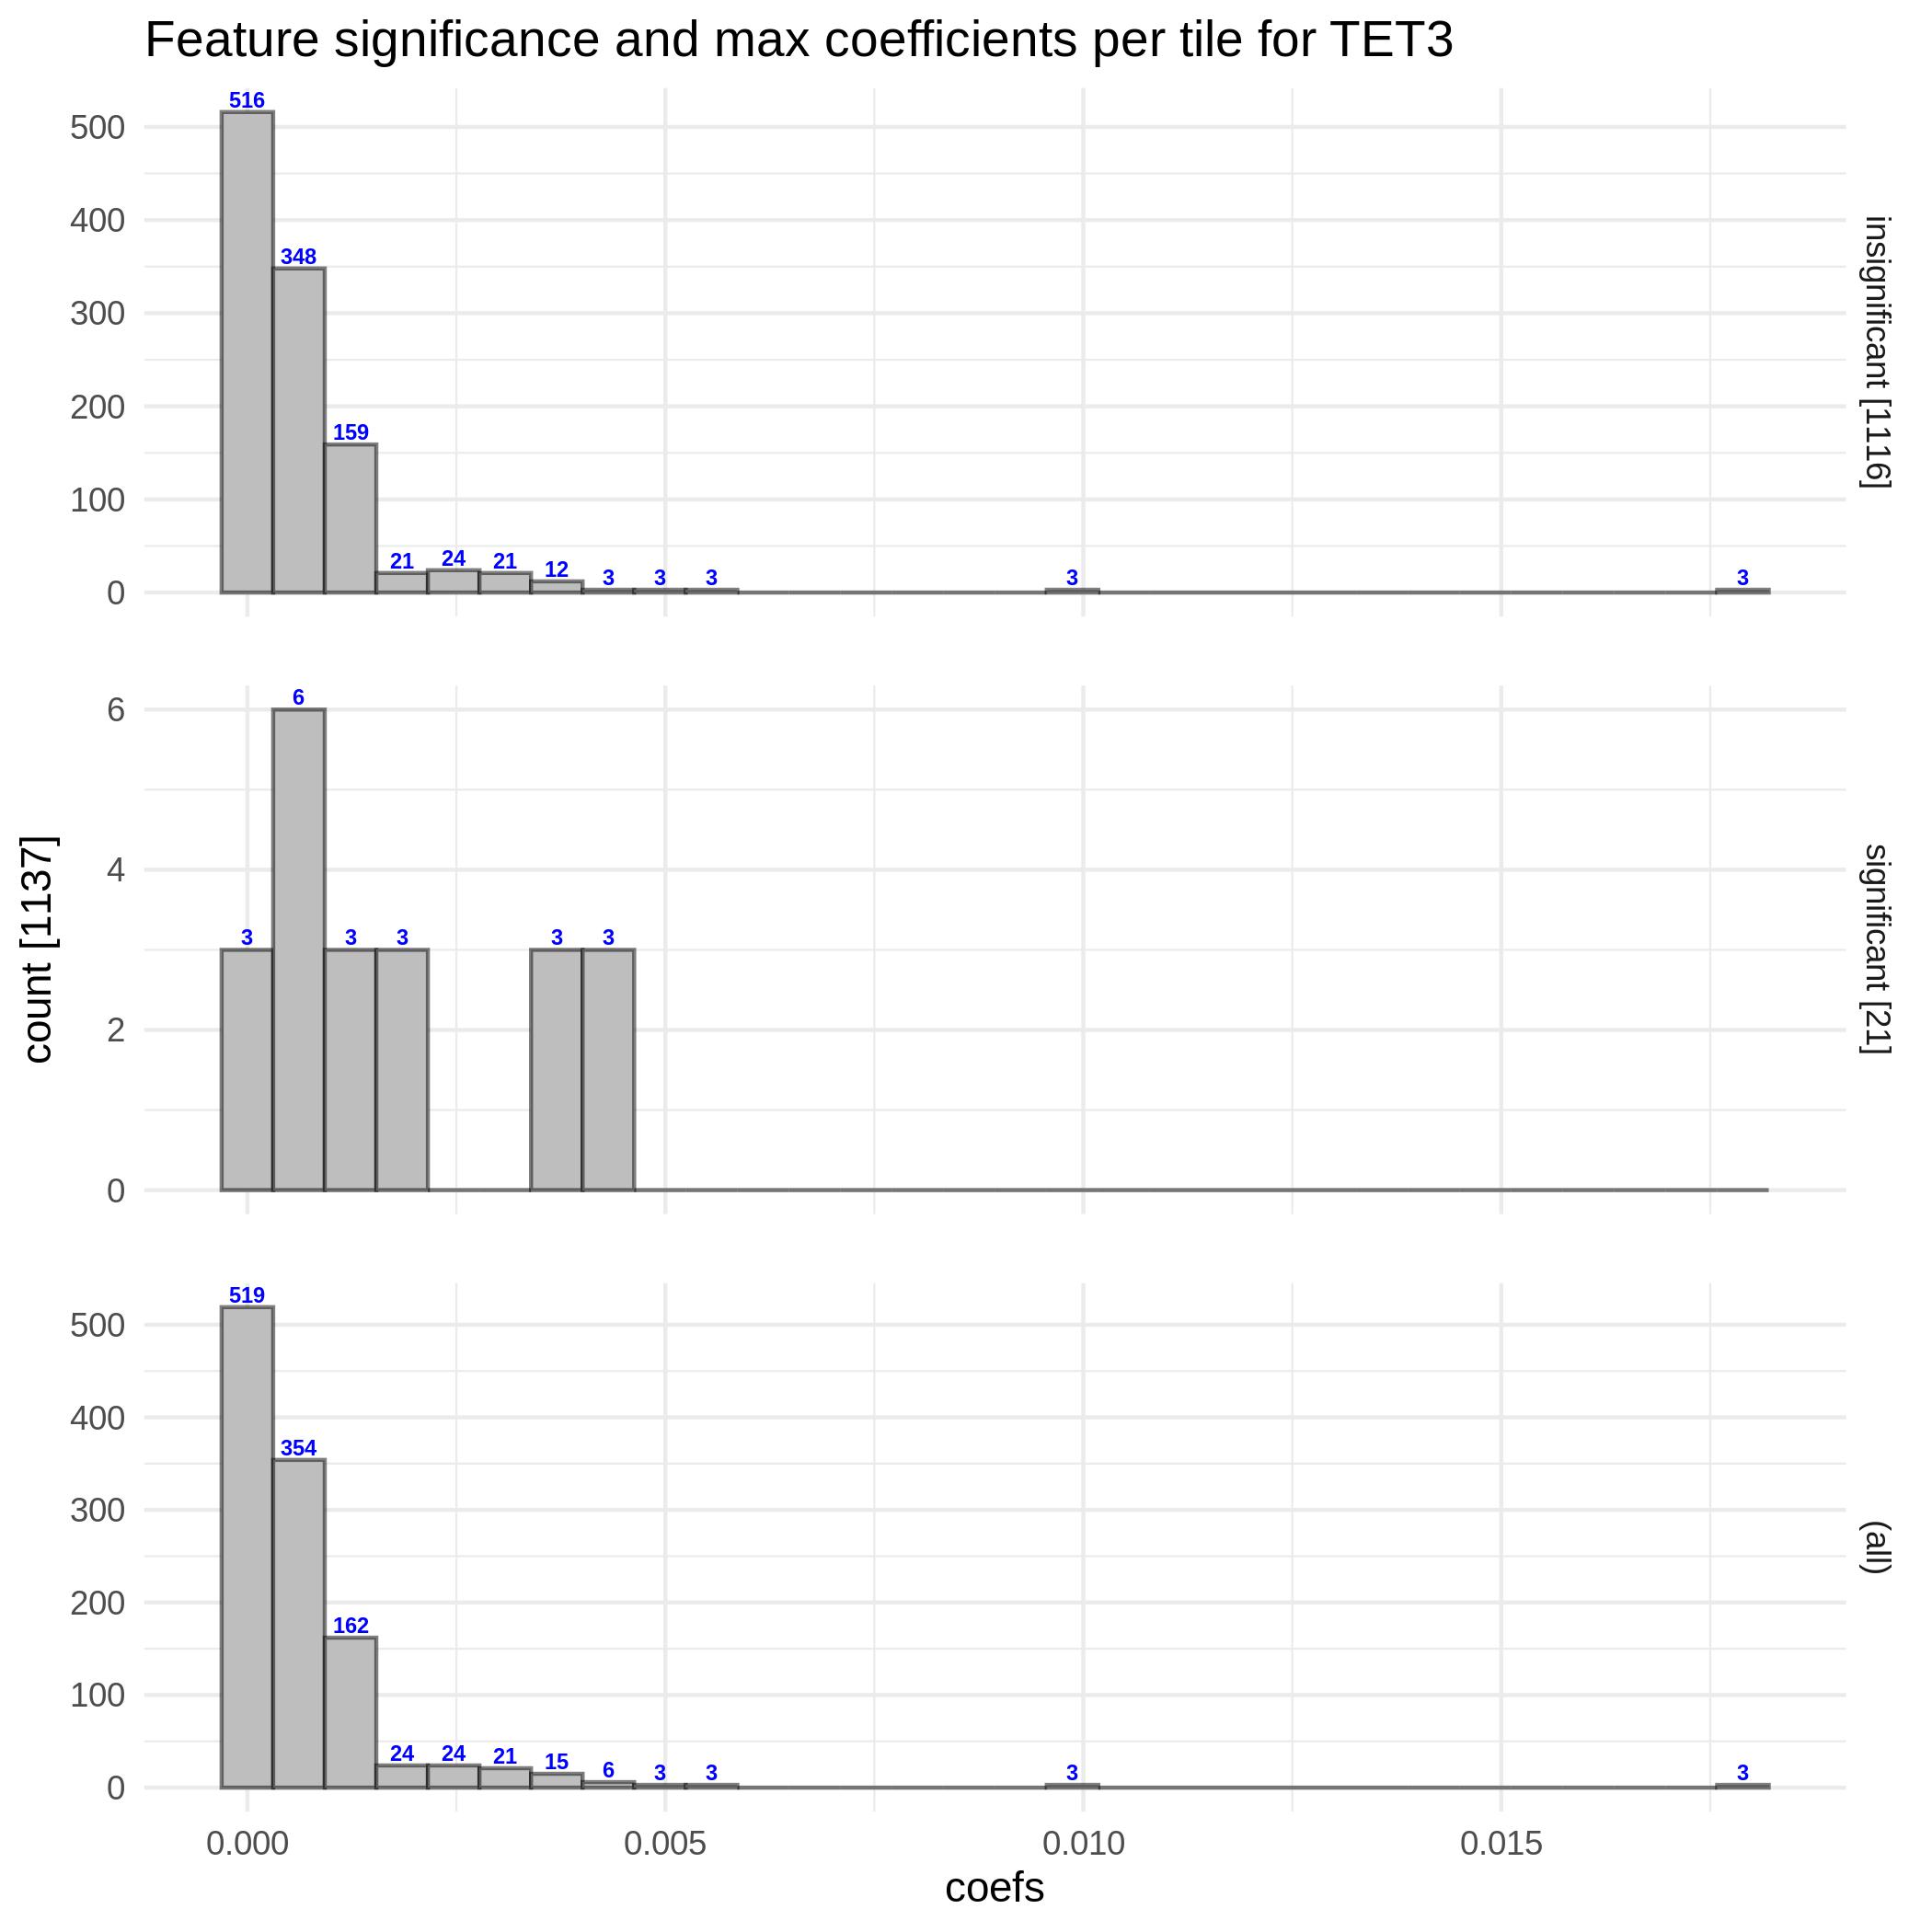 Feature significance and max coefficients per tile for TET3
516
500
400
348
300
200
159
100
21 24 21 12 3 3 3 3 3
0
insignificant [1116]
6
6
4
3 3 3 3 3
2
0
significant [21]
count [1137]
519
500
400
354
300
200
162
100
24 24 21 15 6 3 3 3 3
0
(all)
0.000 0.005 0.010 0.015
coefs